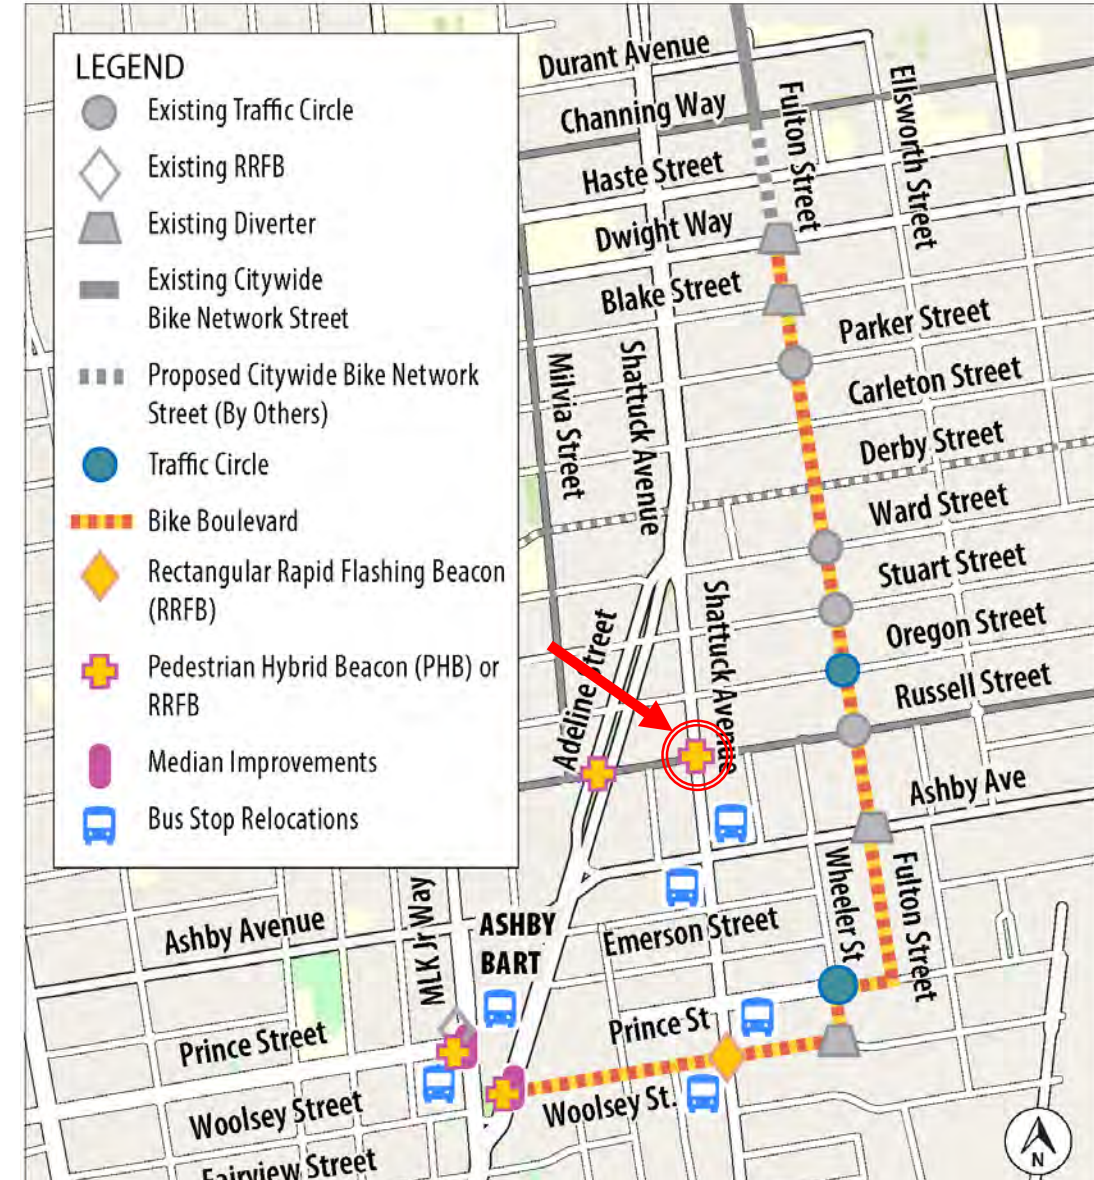 LEGEND
Existing Traffic Circle
Existing RRFB
Existing Diverter
Existing Citywide
Bike Network Street
Proposed Citywide Bike Network
Street (By Others)
Traffic Circle
Bike Boulevard
Rectangular Rapid Flashing Beacon
(RRFB)
Pedestrian Hybrid Beacon (PHB) or
RRFB
Median Improvements
Bus Stop Relocations
Durant Avenue
Channing Way
Haste Street
Dwight Way
Blake Street
Fulton Street
Ellsworth Street
Parker Street
Carleton Street
Derby Street
Ward Street
Stuart Street
Oregon Street
Russell Street
Milvia Street
Shattuck Avenue
Adeline Street
Shattuck Avenue
Ashby Ave
Wheeler St
Fulton Street
Ashby Avenue
MLK Jr Way
ASHBY
BART
Emerson Street
Prince Street
Prince St
Woolsey Street
Woolsey St.
Fairview Street
N